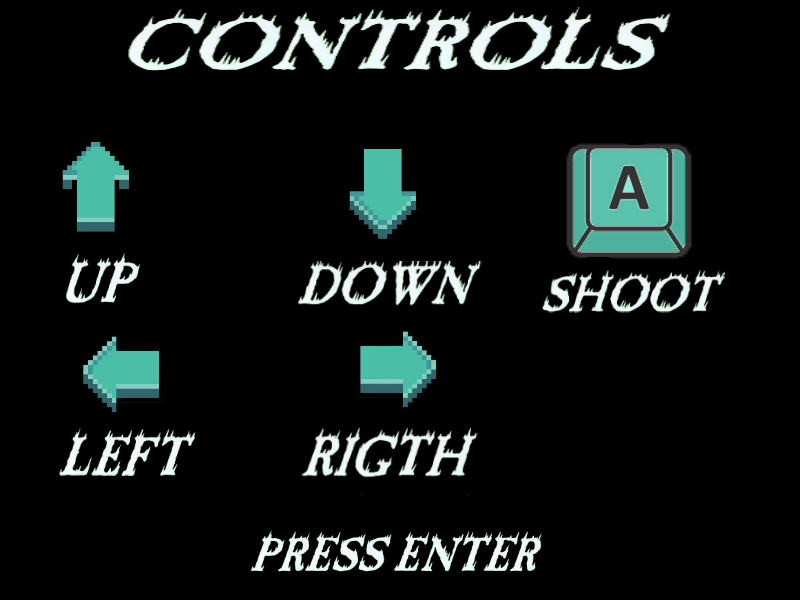 CONTROLS
A
UP
DOWN
SHOOT
LEFT
RIGTH
PRESS ENTER